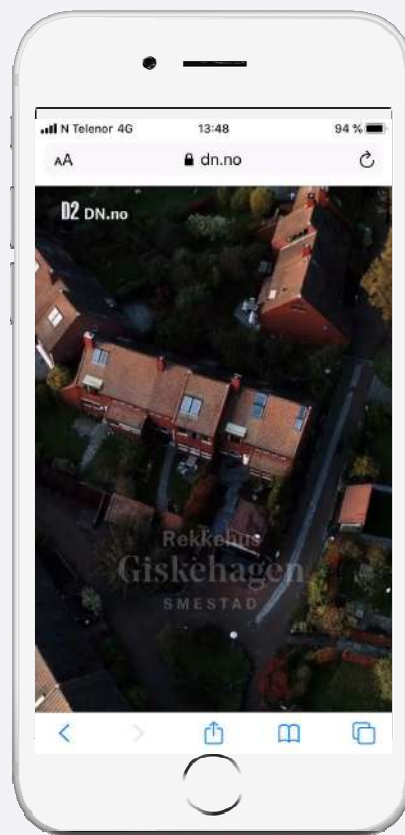 N Telenor 4G 13:48 94 %
AA dn.no
D2 DN.no
Rekkehus
Giskehagen
SMESTAD